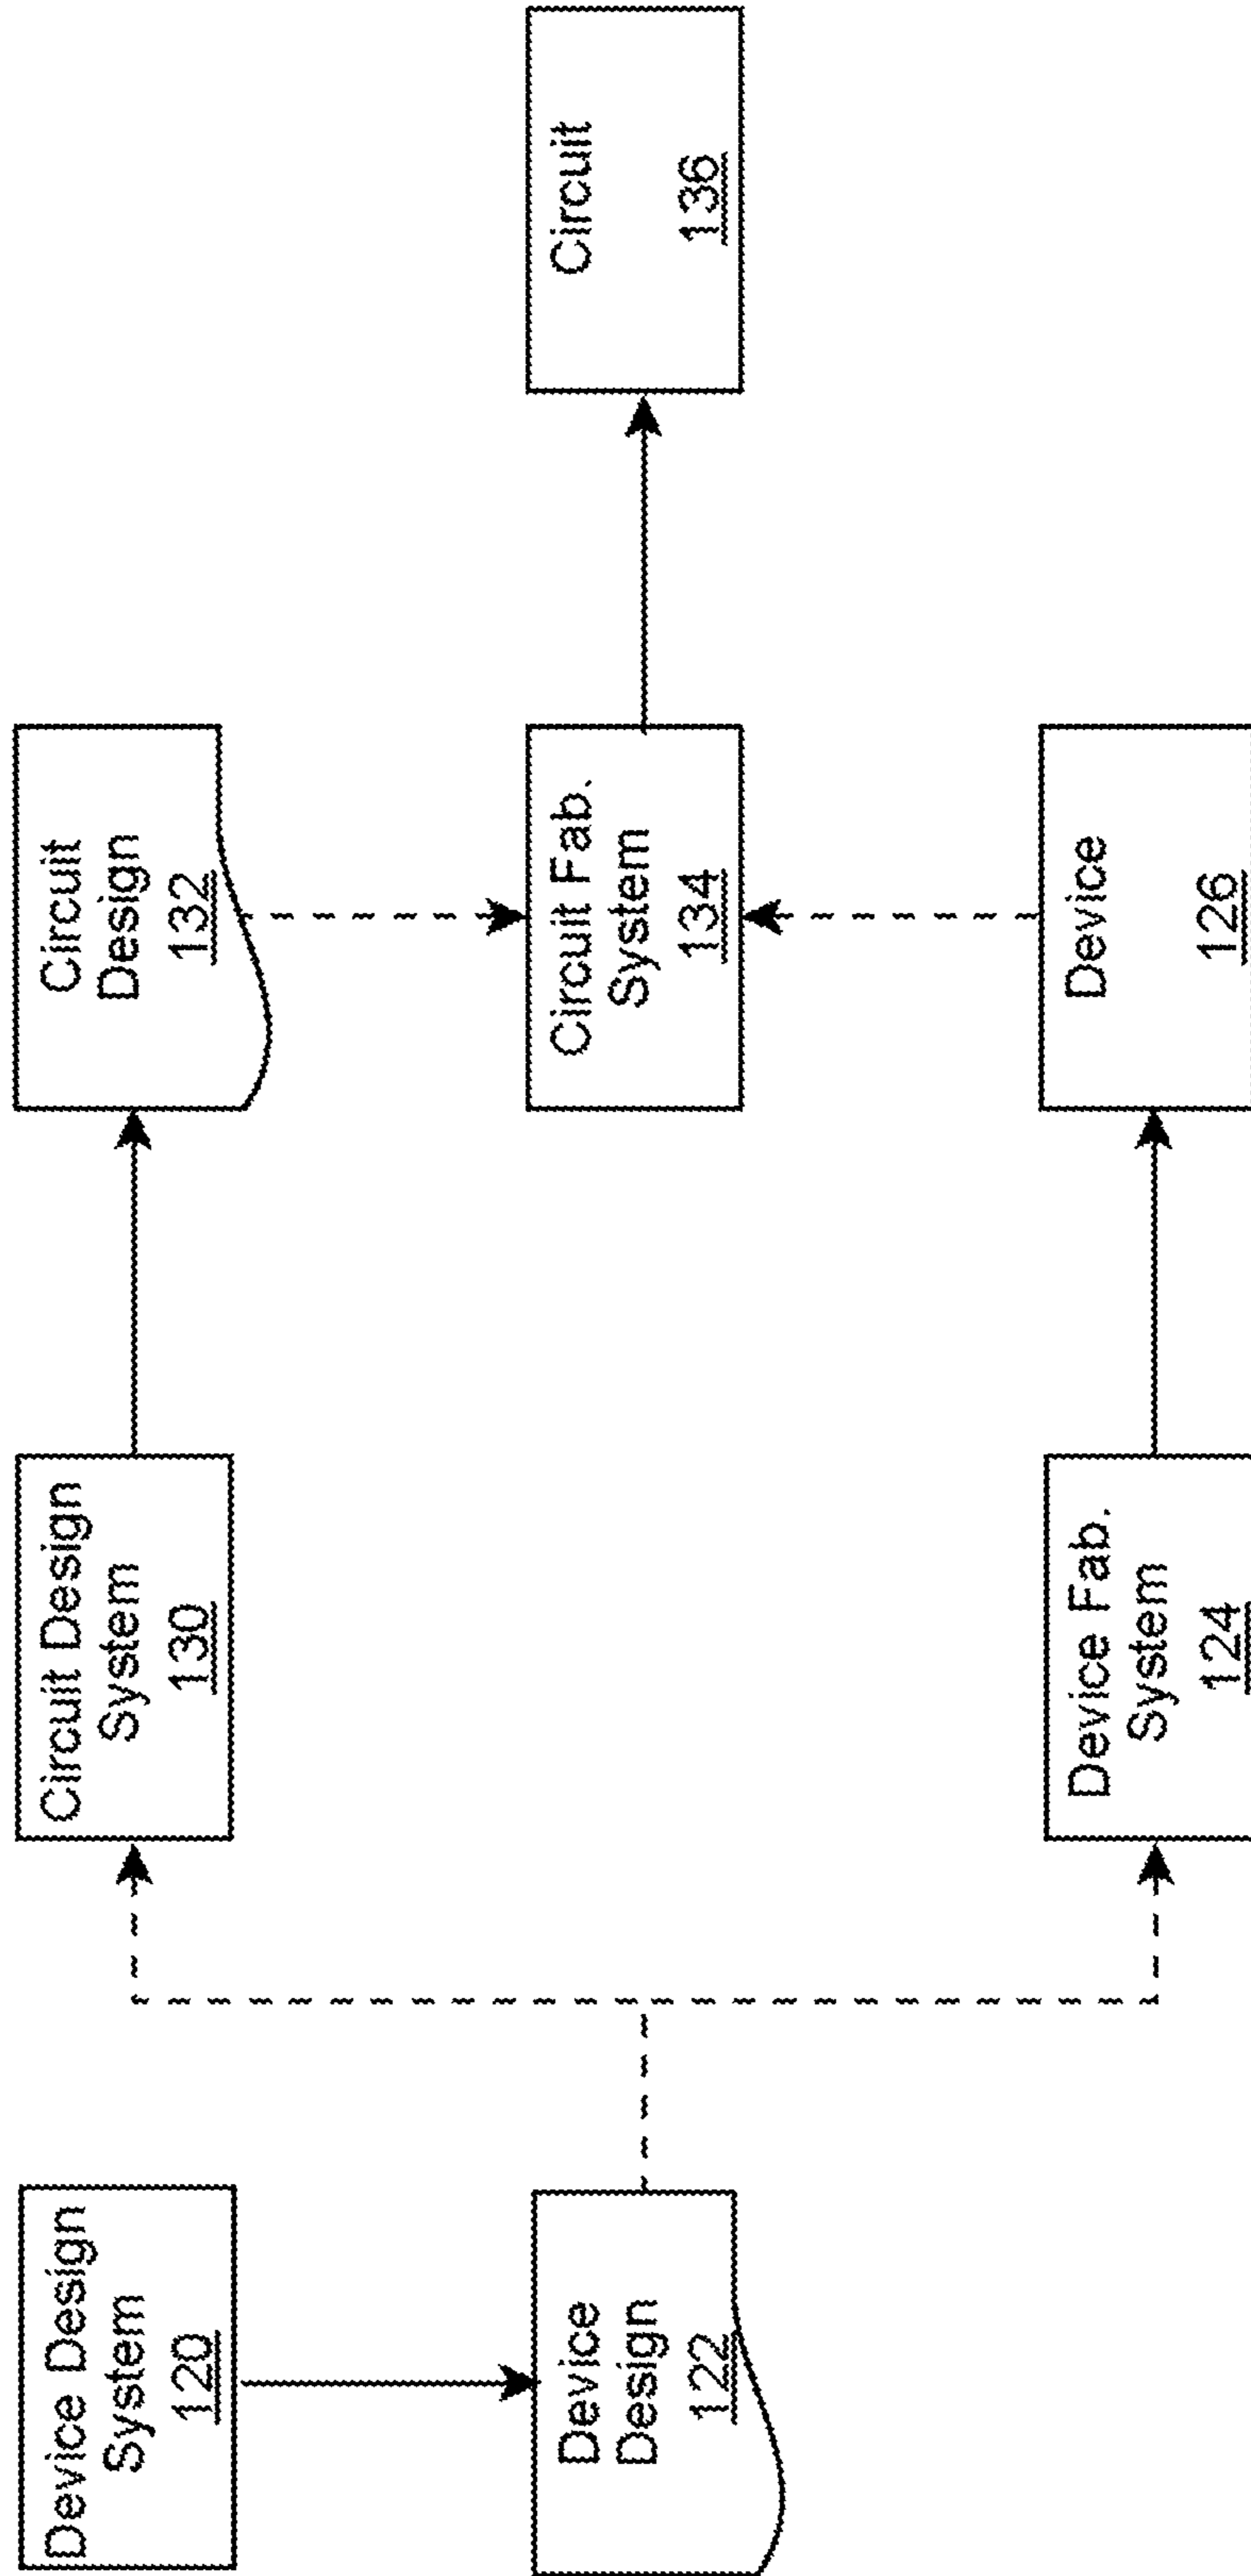 Device Design
System
120
Circuit Design
System
130
Circuit
Design
132
Device
Design
122
Circuit Fab.
System
134
Circuit
136
Device Fab.
System
124
Device
126